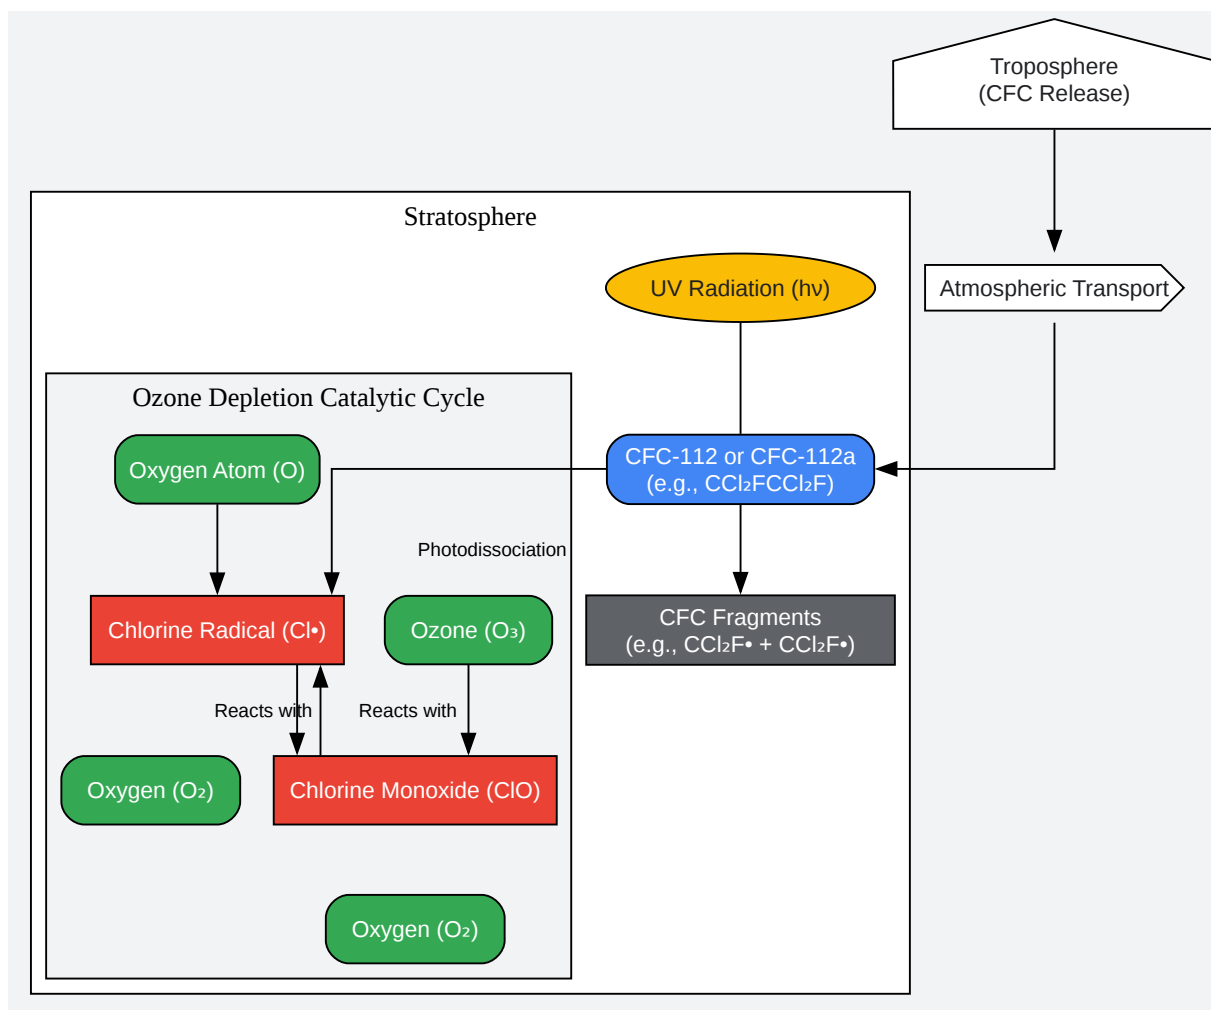 Troposphere
(CFC Release)
Stratosphere
UV Radiation (hν)
Atmospheric Transport
Ozone Depletion Catalytic Cycle
Oxygen Atom (O)
CFC-112 or CFC-112a
(e.g., CCl₂FCCl₂F)
Photodissociation
Chlorine Radical (Cl•)
Ozone (O₃)
CFC Fragments
(e.g., CCl₂F• + CCl₂F•)
Reacts with
Reacts with
Oxygen (O₂)
Chlorine Monoxide (ClO)
Oxygen (O₂)